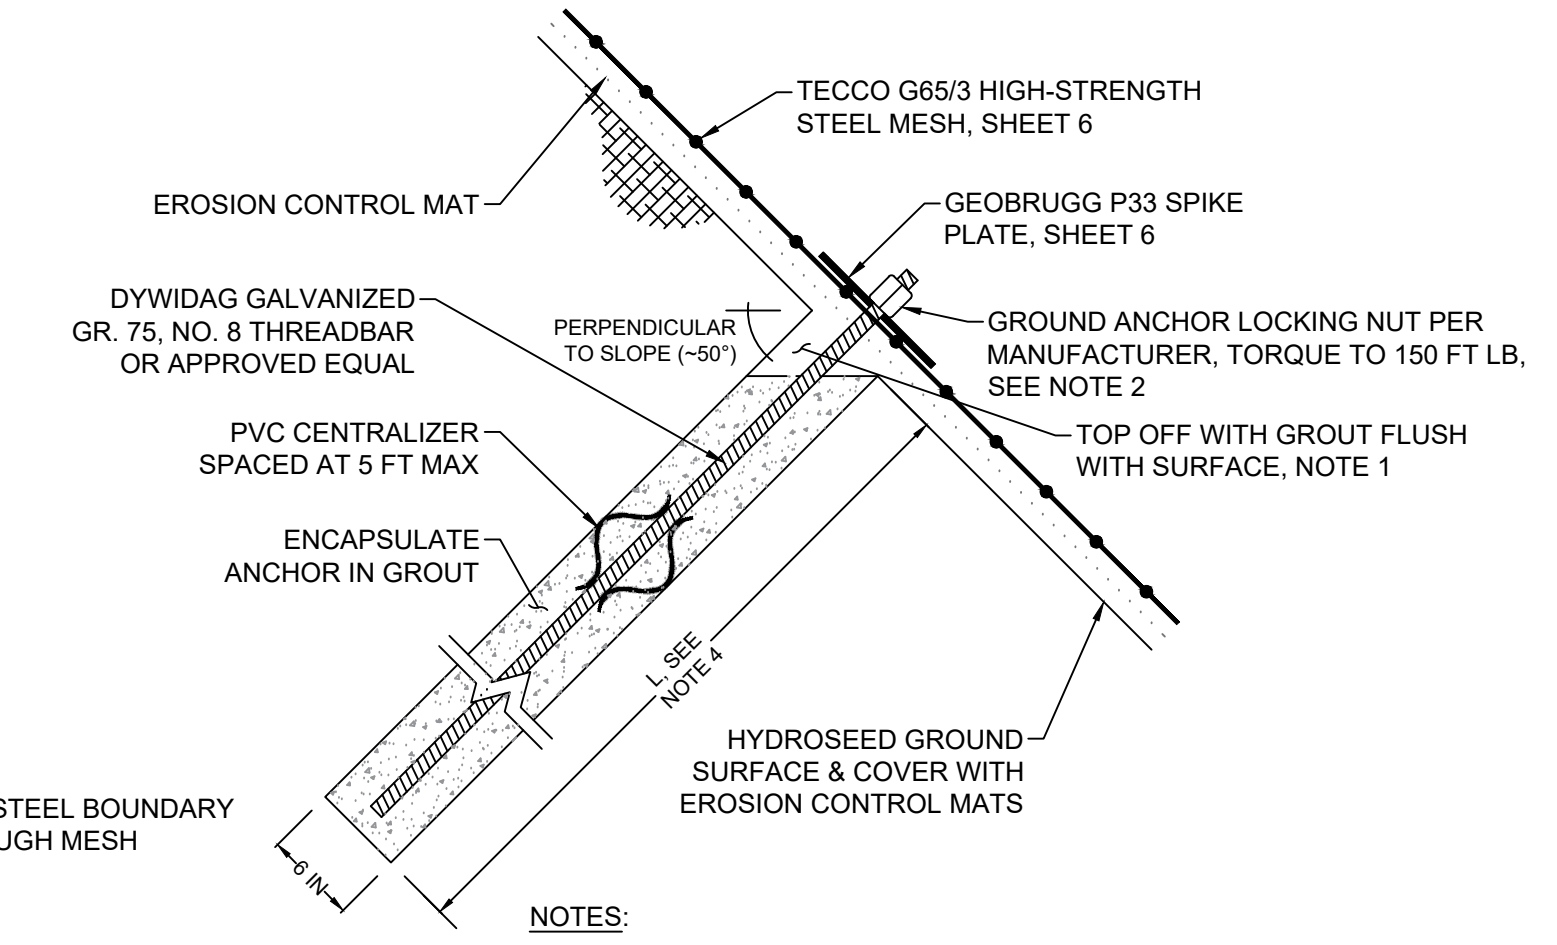 TECCO G65/3 HIGH-STRENGTH
STEEL MESH, SHEET 6
EROSION CONTROL MAT
GEOBRUGG P33 SPIKE
PLATE, SHEET 6
DYWIDAG GALVANIZED
GR. 75, NO. 8 THREADBAR
OR APPROVED EQUAL
PERPENDICULAR
TO SLOPE (~50°)
GROUND ANCHOR LOCKING NUT PER
MANUFACTURER, TORQUE TO 150 FT LB,
SEE NOTE 2
PVC CENTRALIZER
SPACED AT 5 FT MAX
TOP OFF WITH GROUT FLUSH
WITH SURFACE, NOTE 1
ENCAPSULATE
ANCHOR IN GROUT
L, SEE
NOTE 4
HYDROSEED GROUND
SURFACE & COVER WITH
EROSION CONTROL MATS
STEEL BOUNDARY
UGH MESH
6 IN
NOTES: